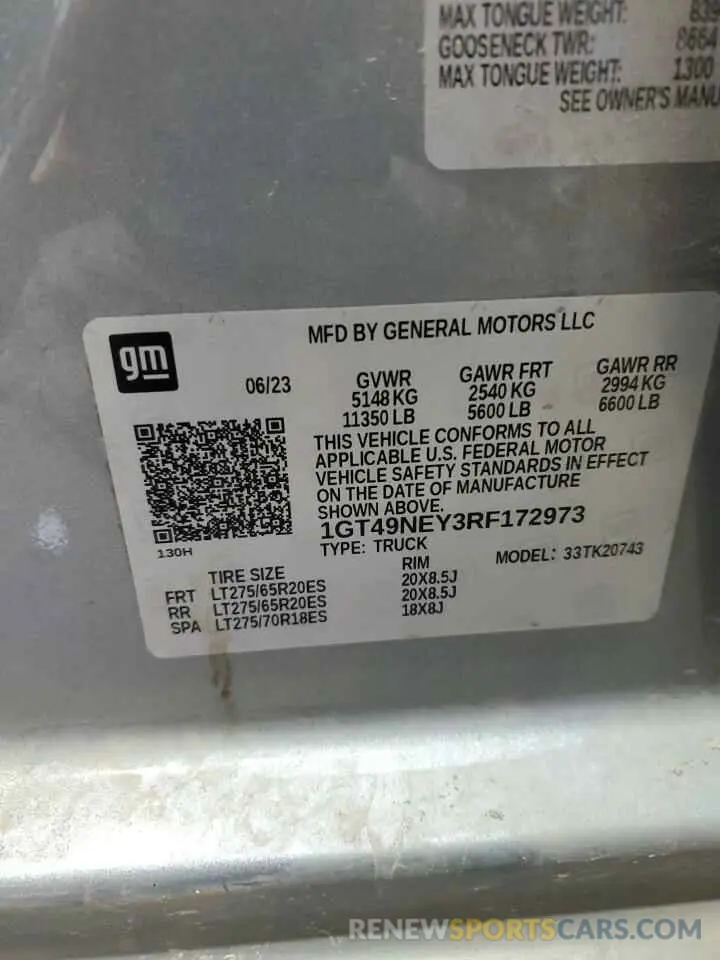 MAX TONGUE WEIGHT: 839
GOOSENECK TWR: 8664
MAX TONGUE WEIGHT: 1300
SEE OWNER'S MANU
gm
MFD BY GENERAL MOTORS LLC
06/23 GVWR GAWR FRT GAWR RR
5148 KG 2540 KG 2994 KG
11350 LB 5600 LB 6600 LB
THIS VEHICLE CONFORMS TO ALL
APPLICABLE U.S. FEDERAL MOTOR
VEHICLE SAFETY STANDARDS IN EFFECT
ON THE DATE OF MANUFACTURE
SHOWN ABOVE.
1GT49NEY3RF172973
130H
TYPE: TRUCK MODEL: 33TK20743
TIRE SIZE RIM
FRT LT275/65R20ES 20X8.5J
RR LT275/65R20ES 20X8.5J
SPA LT275/70R18ES 18X8J
RENEWSPORTSCARS.COM